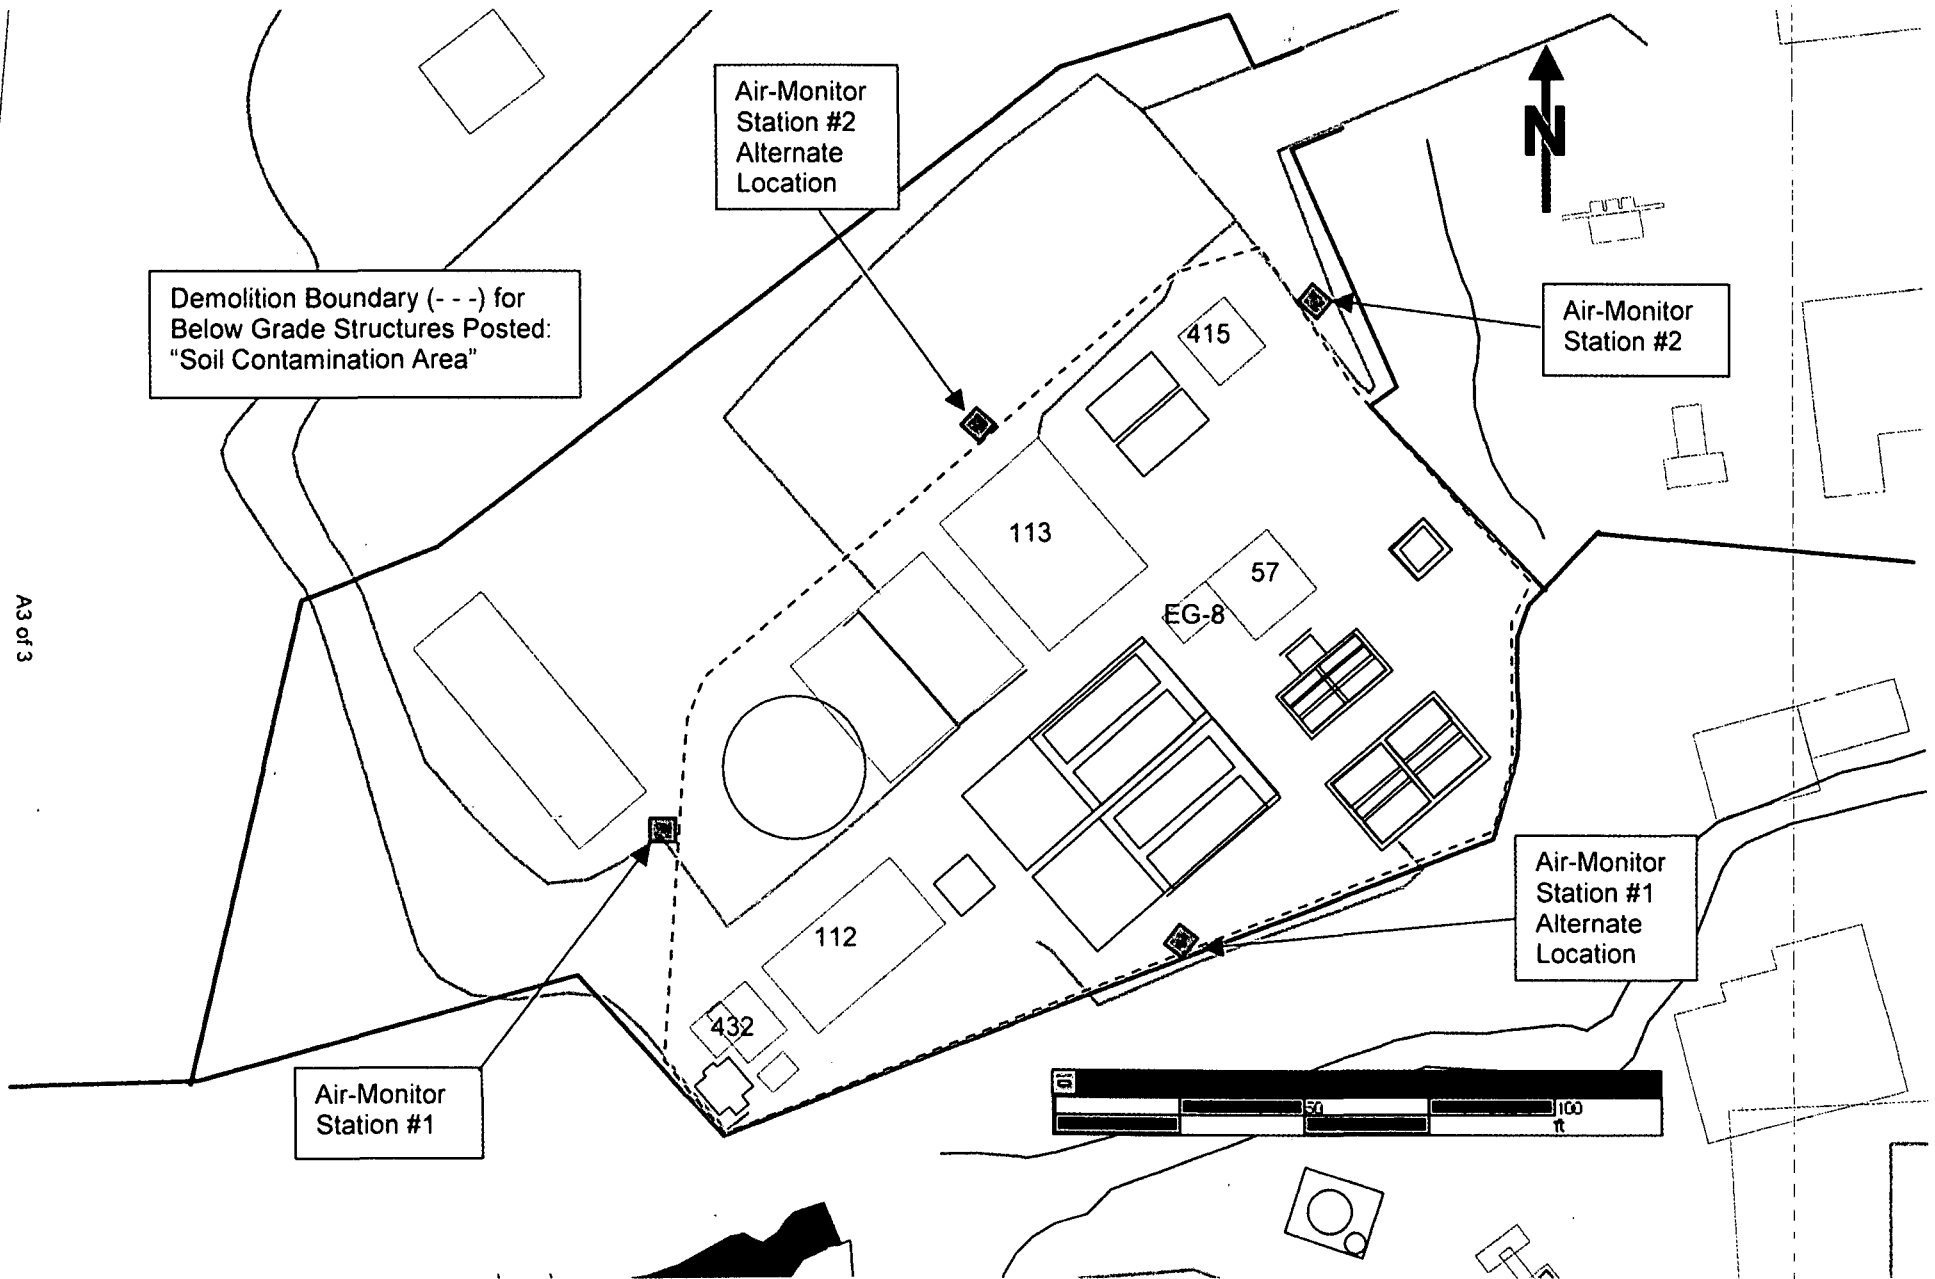 Air-Monitor
Station #2
Alternate
Location
N
Demolition Boundary (- - -) for
Below Grade Structures Posted:
“Soil Contamination Area”
Air-Monitor
Station #2
415
113
57
EG-8
A3 of 3
112
432
Air-Monitor
Station #1
Alternate
Location
Air-Monitor
Station #1
50
100
ft